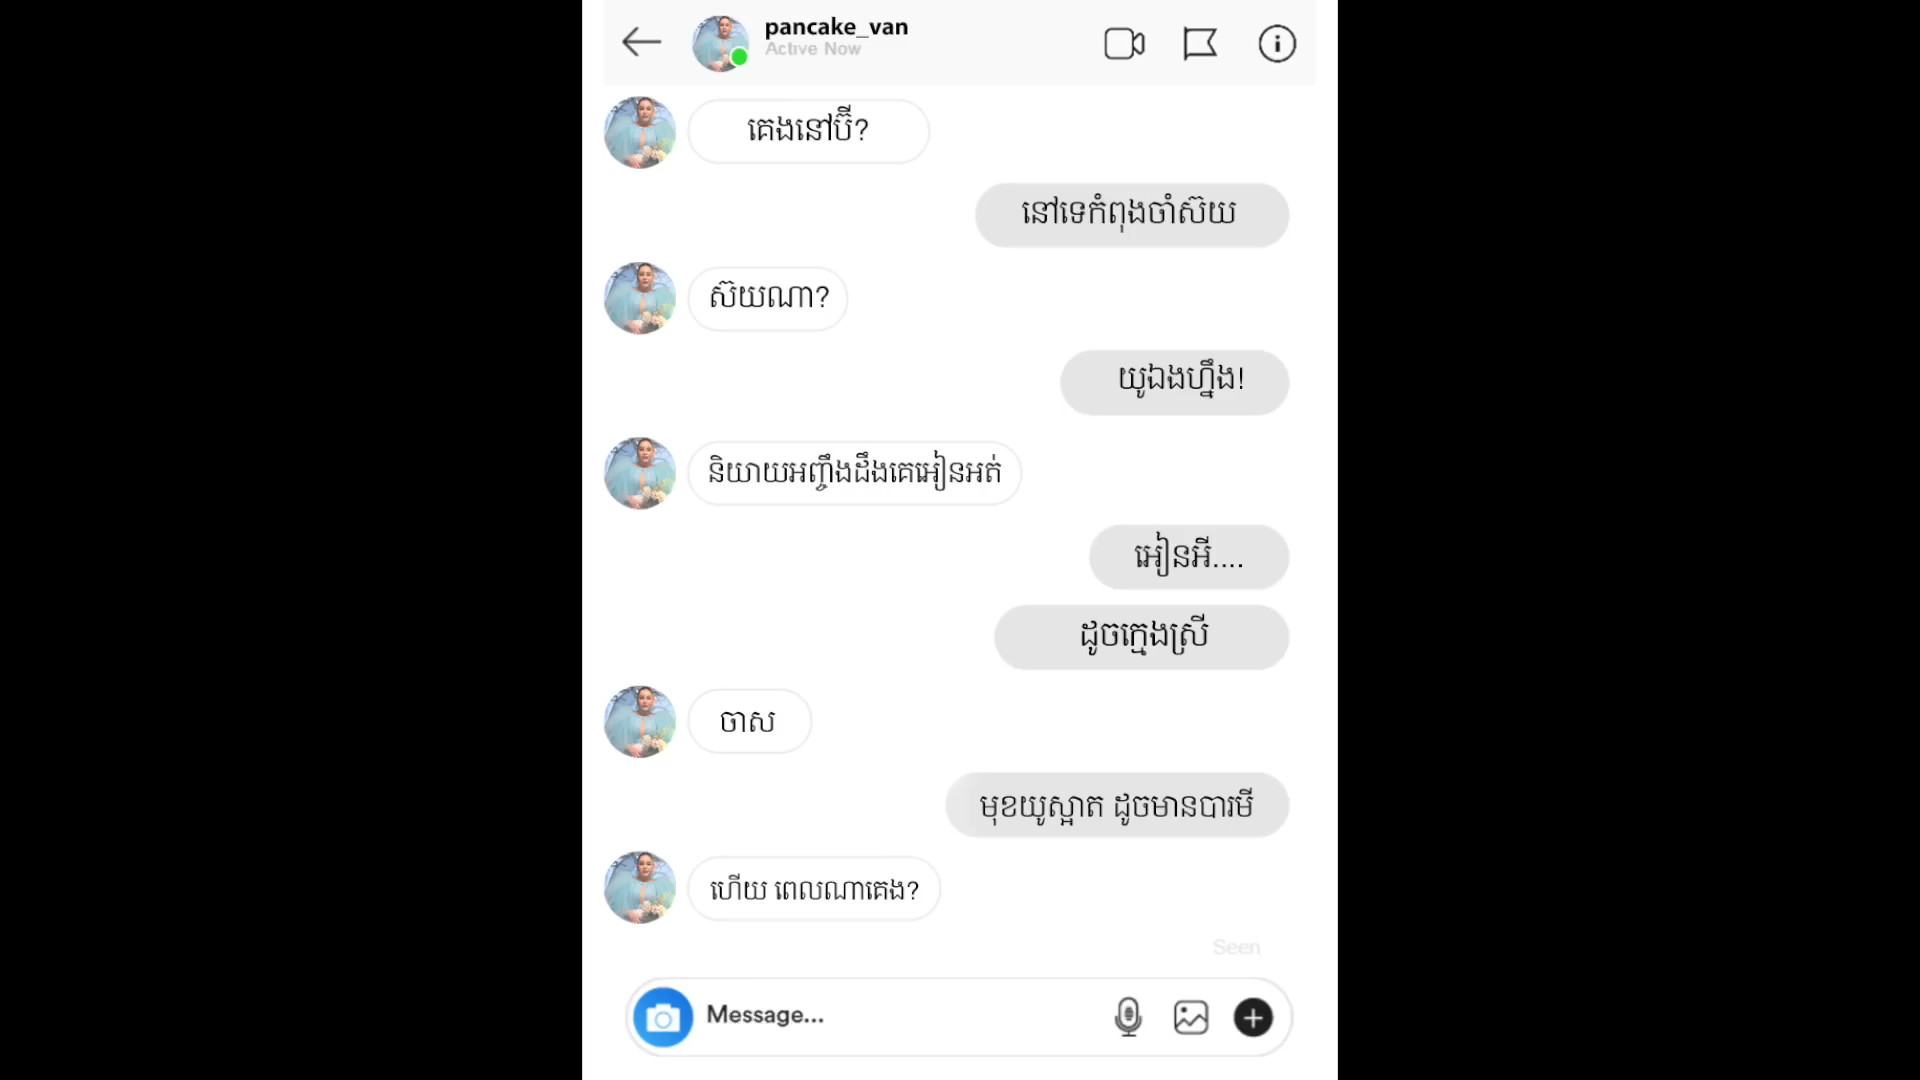 pancake_van
Active Now
គេងនៅប៊ី?
នៅទេកំពុងចាំស៊យ
ស៊យណា?
យូឯងហ្នឹង!
និយាយអញ្ចឹងដឹងគេអៀនអត់
អៀនអី....
ដូចក្មេងស្រី
ចាស
មុខយូស្អាត ដូចមានបារមី
ហើយ ពេលណាគេង?
Seen
Message...